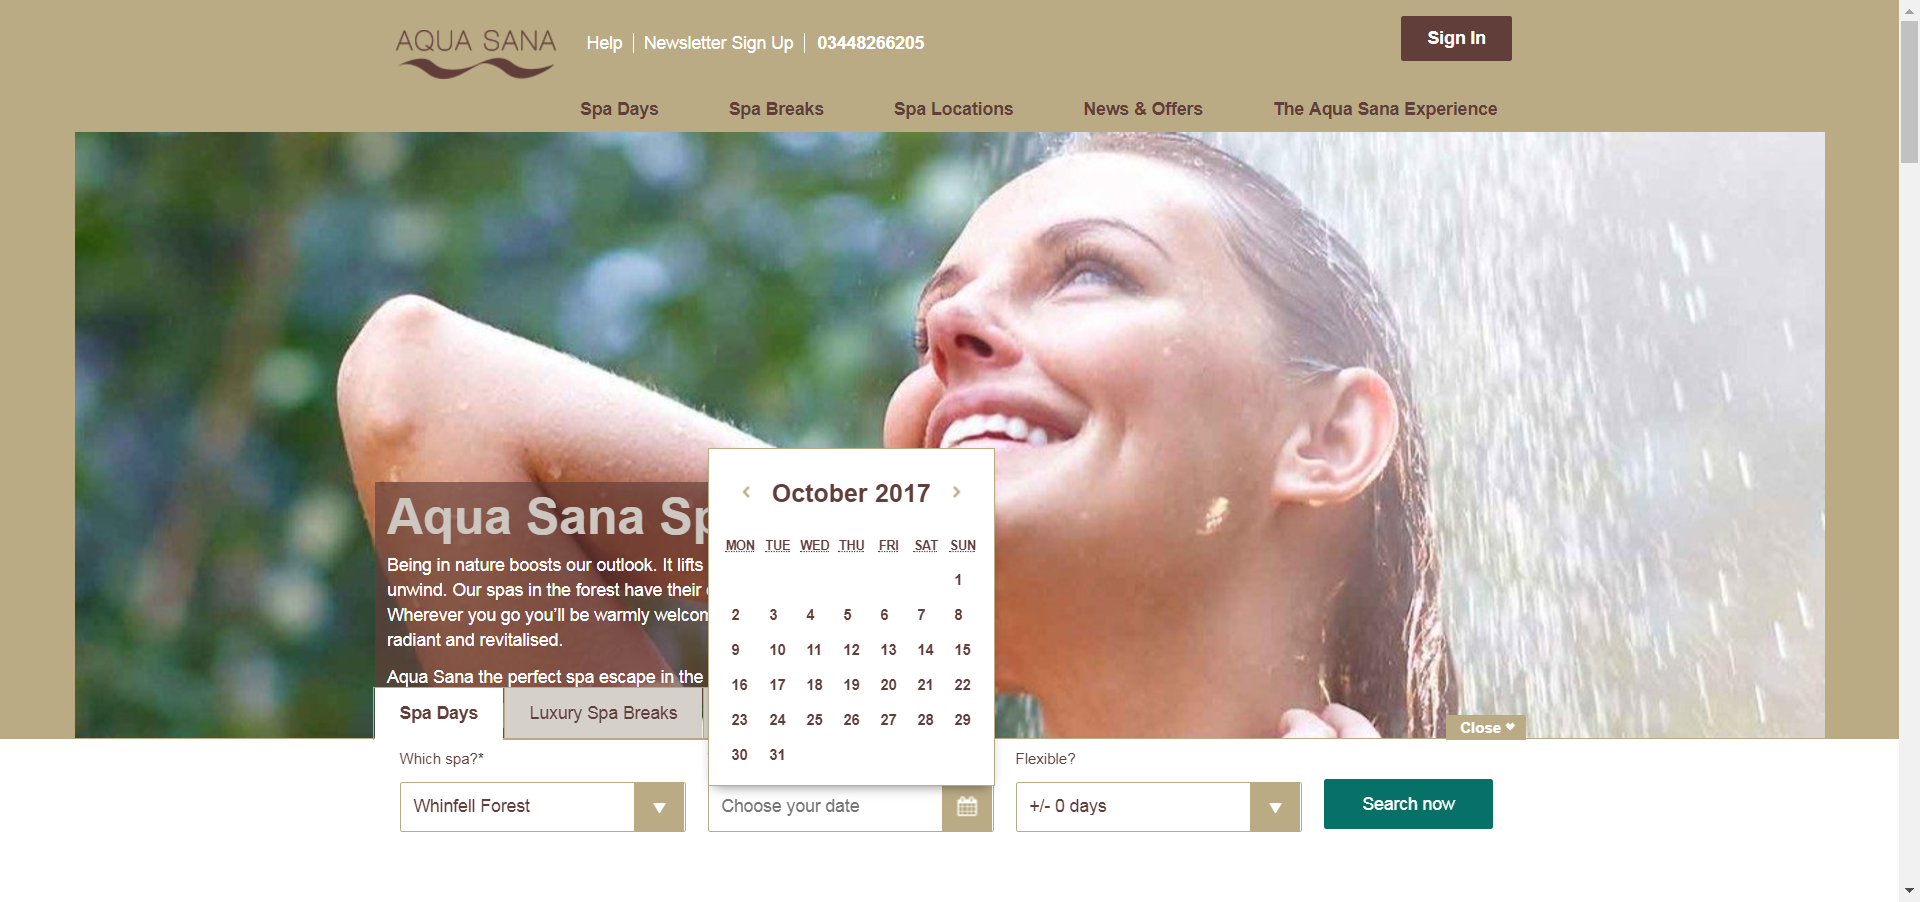 AQUA SANA
Help
Newsletter Sign Up
03448266205
Sign In
Spa Days
Spa Breaks
Spa Locations
News & Offers
The Aqua Sana Experience
Aqua Sana Sp
Being in nature boosts our outlook. It lifts
unwind. Our spas in the forest have their
Wherever you go you'll be warmly welcom
radiant and revitalised.
Aqua Sana the perfect spa escape in the
October 2017
MON TUE WED THU FRI SAT SUN
1
2 3 4 5 6 7 8
9 10 11 12 13 14 15
16 17 18 19 20 21 22
23 24 25 26 27 28 29
30 31
Spa Days
Luxury Spa Breaks
Close
Which spa?*
Whinfell Forest
Choose your date
Flexible?
+/- 0 days
Search now